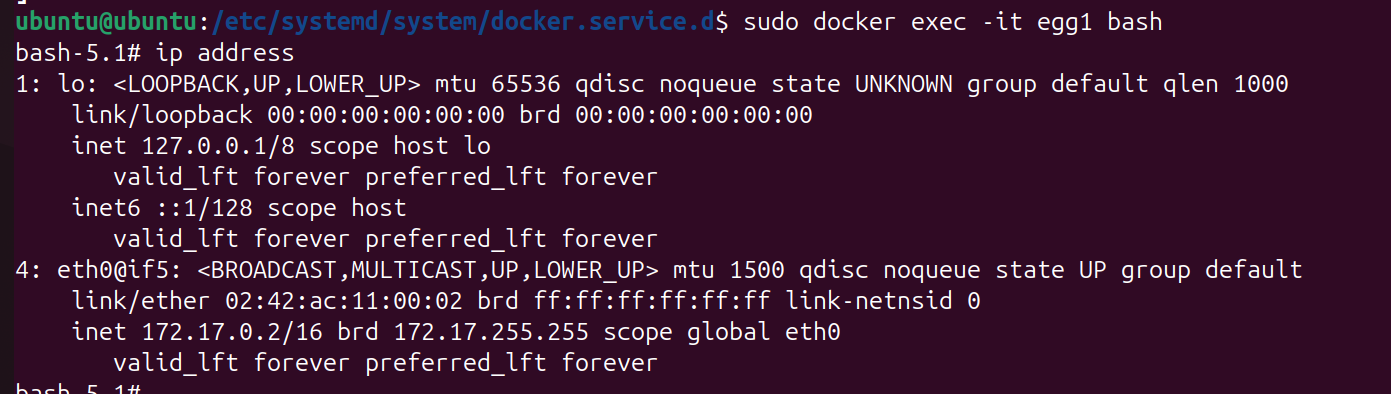 ]
ubuntu@ubuntu:/etc/systemd/system/docker.service.d$ sudo docker exec -it egg1 bash
bash-5.1# ip address
1: lo: <LOOPBACK,UP,LOWER_UP> mtu 65536 qdisc noqueue state UNKNOWN group default qlen 1000
    link/loopback 00:00:00:00:00:00 brd 00:00:00:00:00:00
    inet 127.0.0.1/8 scope host lo
       valid_lft forever preferred_lft forever
    inet6 ::1/128 scope host
       valid_lft forever preferred_lft forever
4: eth0@if5: <BROADCAST,MULTICAST,UP,LOWER_UP> mtu 1500 qdisc noqueue state UP group default
    link/ether 02:42:ac:11:00:02 brd ff:ff:ff:ff:ff:ff link-netnsid 0
    inet 172.17.0.2/16 brd 172.17.255.255 scope global eth0
       valid_lft forever preferred_lft forever
bash-5.1#